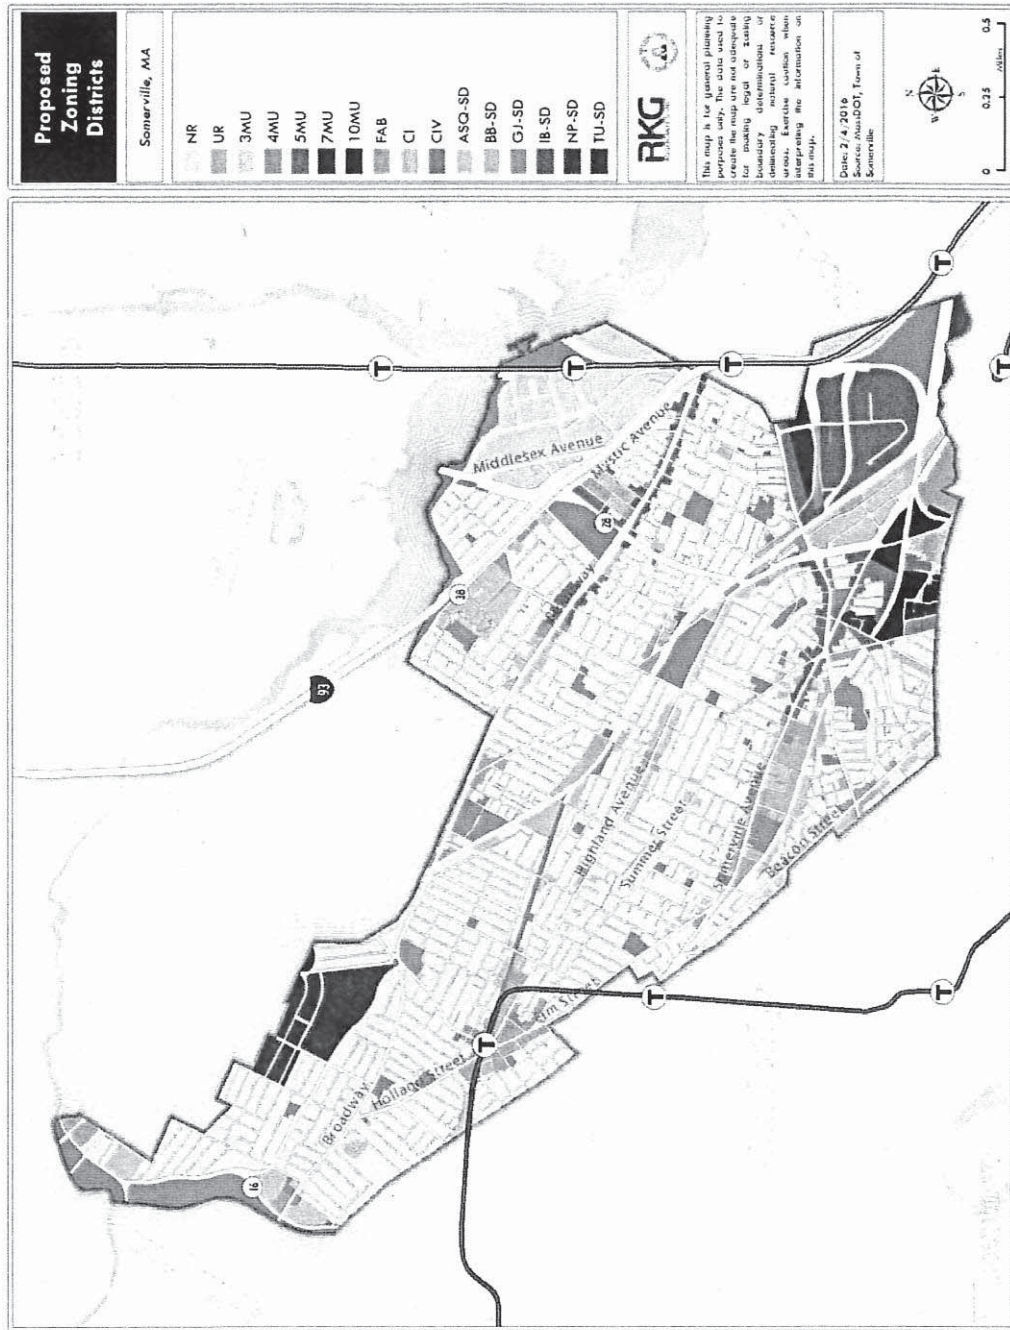 Proposed
Zoning
Districts
Somerville, MA
NR
UR
3MU
4MU
5MU
7MU
10MU
FAB
CI
CIV
ASQ-SD
BB-SD
GJ-SD
IB-SD
NP-SD
TU-SD
RKG
This map is for general planning
purposes only. The data used to
create the map are not adequate
for making legal or zoning
boundary determinations or
delineating natural resource
areas. Exercise caution when
interpreting the information on
this map.
Date: 2/4/2016
Source: MassDOT, Town of
Somerville
N
W
E
S
0
0.25
0.5
Miles
93
38
28
16
T
T
T
T
T
T
T
T
Middlesex Avenue
Mystic Avenue
Broadway
Highland Avenue
Summer Street
Somerville Avenue
Beacon Street
Elm Street
Holland Street
Broadway